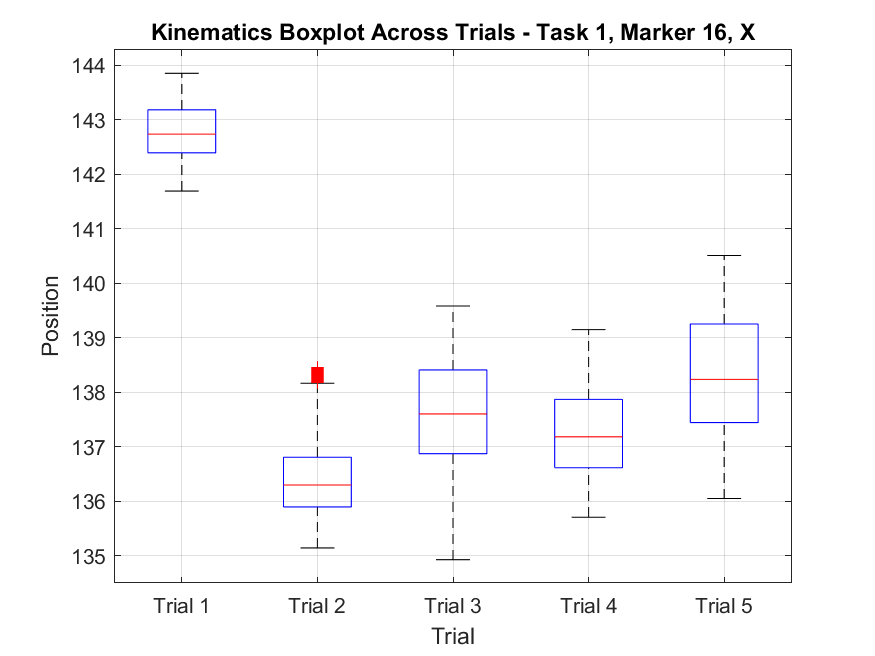 Kinematics Boxplot Across Trials - Task 1, Marker 16, X
144
143
142
141
140
139
138
137
136
135
Position
Trial 1 Trial 2 Trial 3 Trial 4 Trial 5
Trial